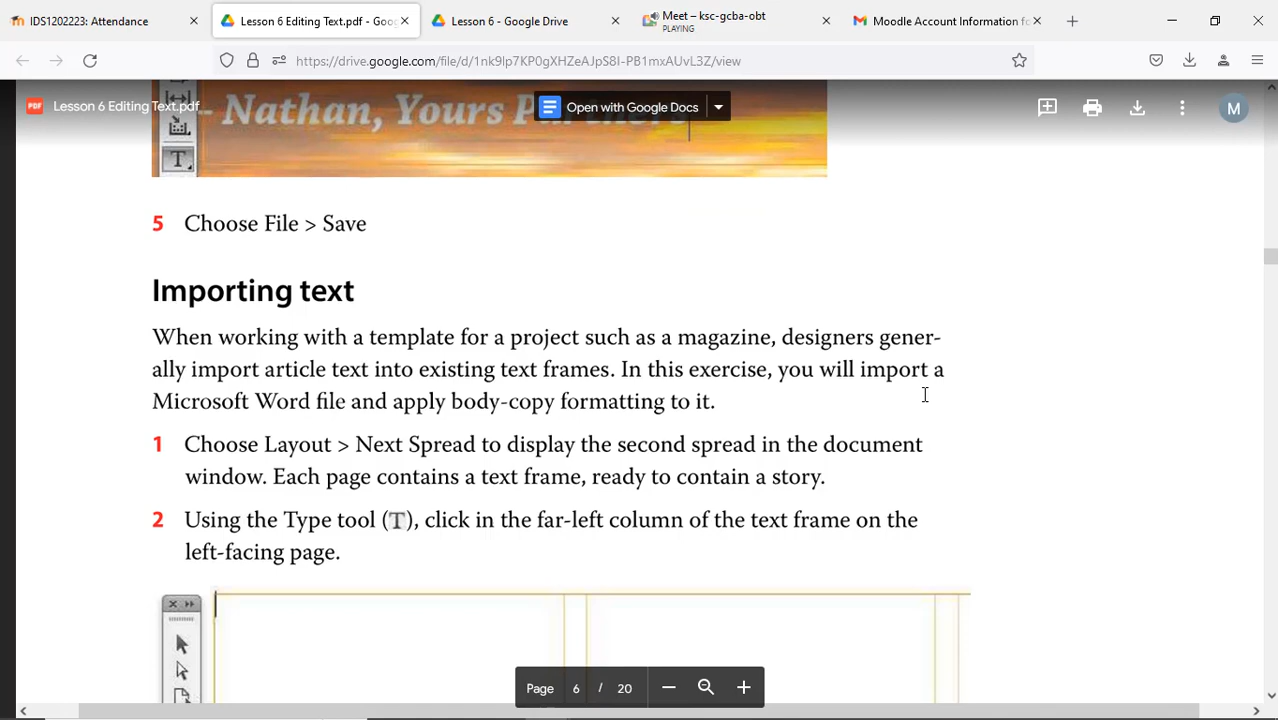 IDS1202223: Attendance
Lesson 6 Editing Text.pdf - Goo
Lesson 6 - Google Drive
Meet – ksc-gcba-obt
PLAYING
Moodle Account Information fo
https://drive.google.com/file/d/1nk9lp7KP0gXHZeAJpS8I-PB1mxAUvL3Z/view
PDF
Lesson 6 Editing Text.pdf
Open with Google Docs
M
– Nathan, Yours Partners
T
5 Choose File > Save
Importing text
When working with a template for a project such as a magazine, designers gener-
ally import article text into existing text frames. In this exercise, you will import a
Microsoft Word file and apply body-copy formatting to it.
1 Choose Layout > Next Spread to display the second spread in the document
window. Each page contains a text frame, ready to contain a story.
2 Using the Type tool (T), click in the far-left column of the text frame on the
left-facing page.
Page 6 / 20